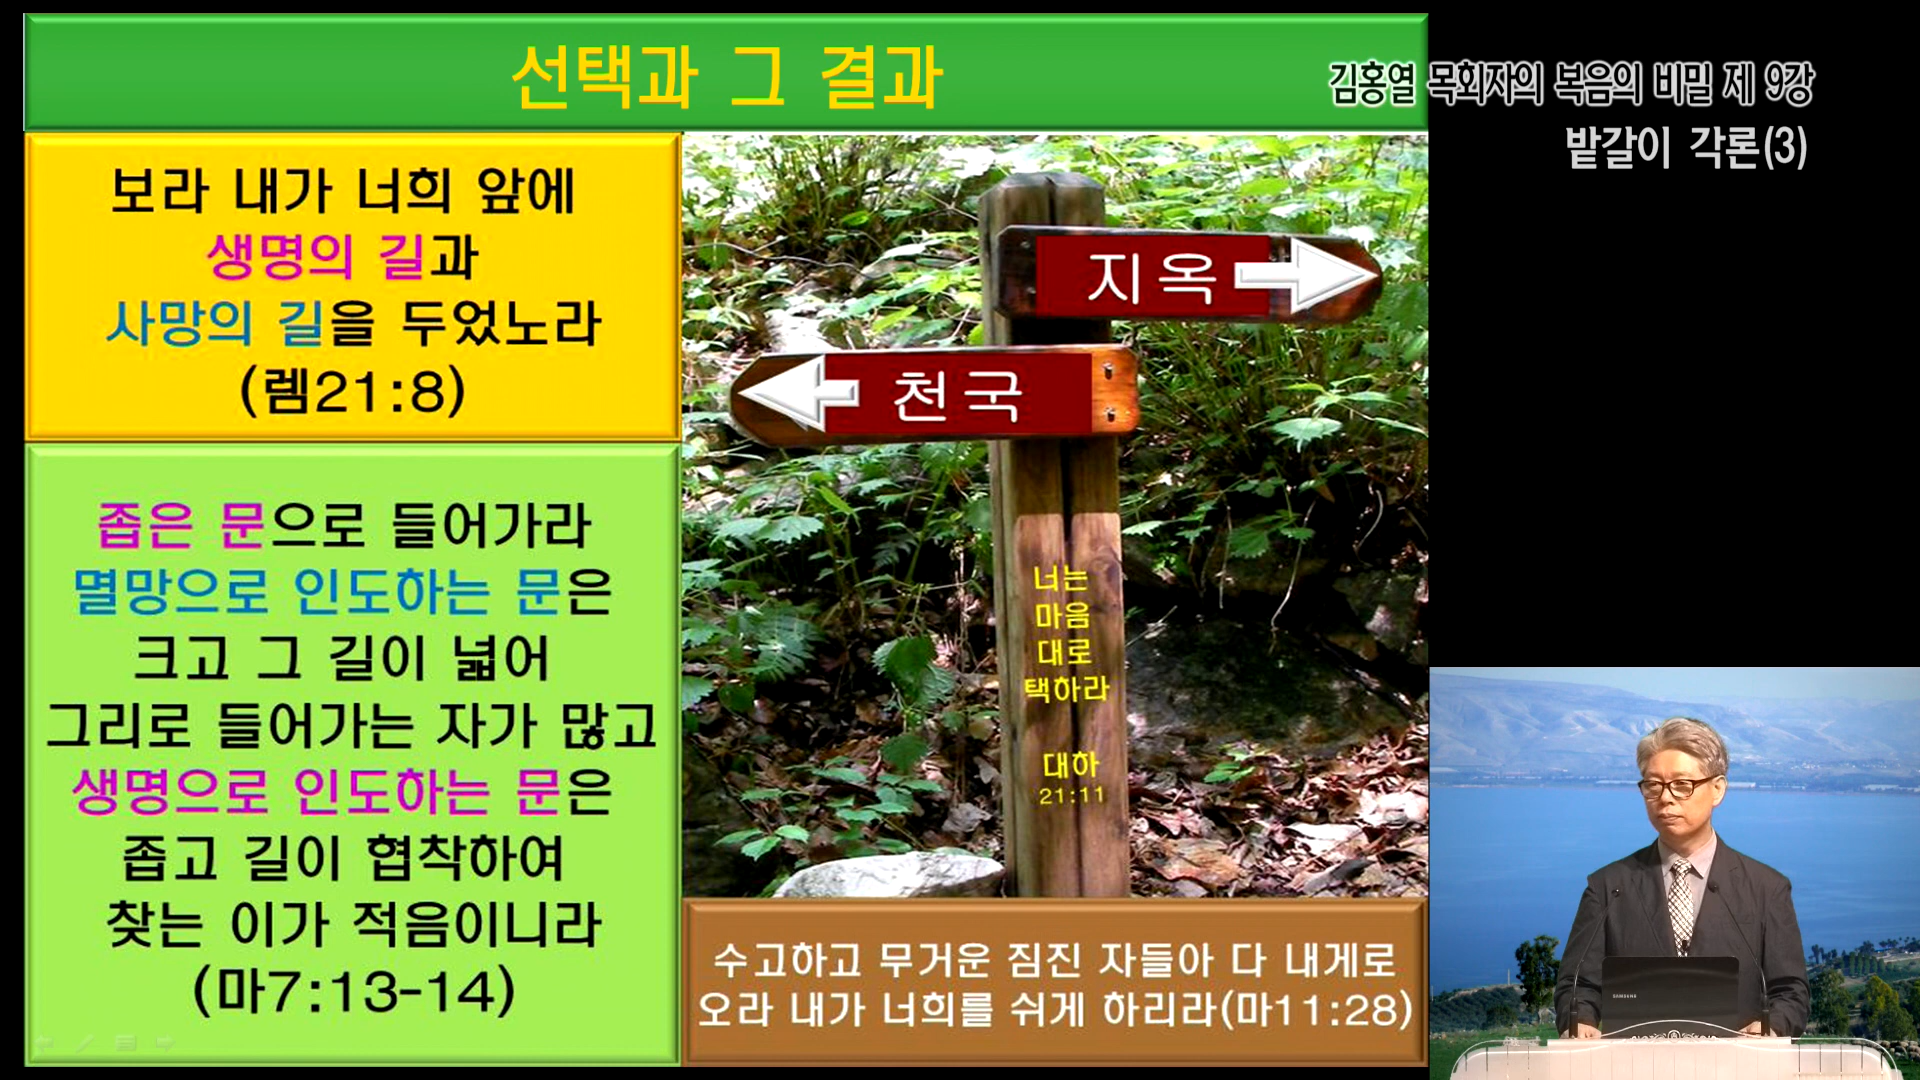 선택과 그 결과
김홍열 목회자의 복음의 비밀 제 9강
밭갈이 각론(3)
보라 내가 너희 앞에
생명의 길과
사망의 길을 두었노라
(렘21:8)
좁은 문으로 들어가라
멸망으로 인도하는 문은
크고 그 길이 넓어
그리로 들어가는 자가 많고
생명으로 인도하는 문은
좁고 길이 협착하여
찾는 이가 적음이니라
(마7:13-14)
지옥
천국
너는
마음
대로
택하라
대하
21:11
수고하고 무거운 짐진 자들아 다 내게로
오라 내가 너희를 쉬게 하리라(마11:28)
SAMSUNG